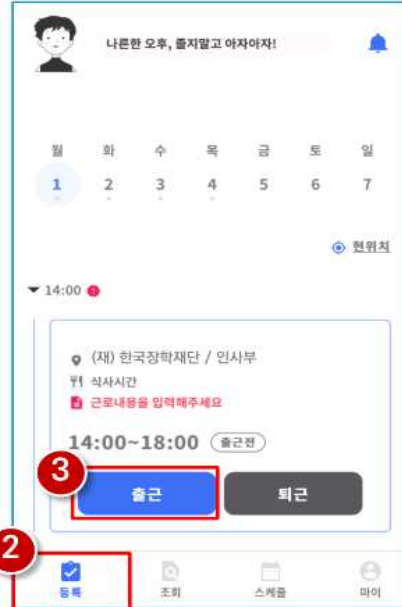 나른한 오후, 졸지말고 아자아자!
월 화 수 목 금 토 일
1 2 3 4 5 6 7
현위치
14:00 !
(재) 한국장학재단 / 인사부
식사시간
근로내용을 입력해주세요
14:00~18:00 출근전
3
출근 퇴근
2
등록 조회 스케줄 마이